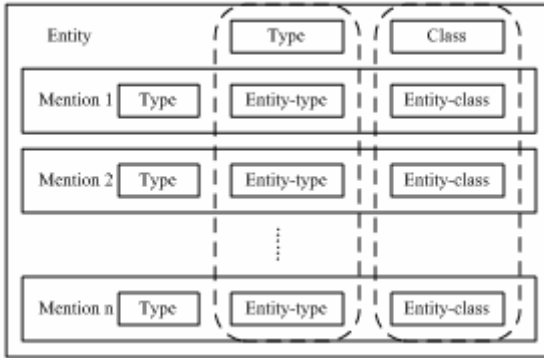 Entity Type Class
Mention 1 Type Entity-type Entity-class
Mention 2 Type Entity-type Entity-class
Mention n Type Entity-type Entity-class